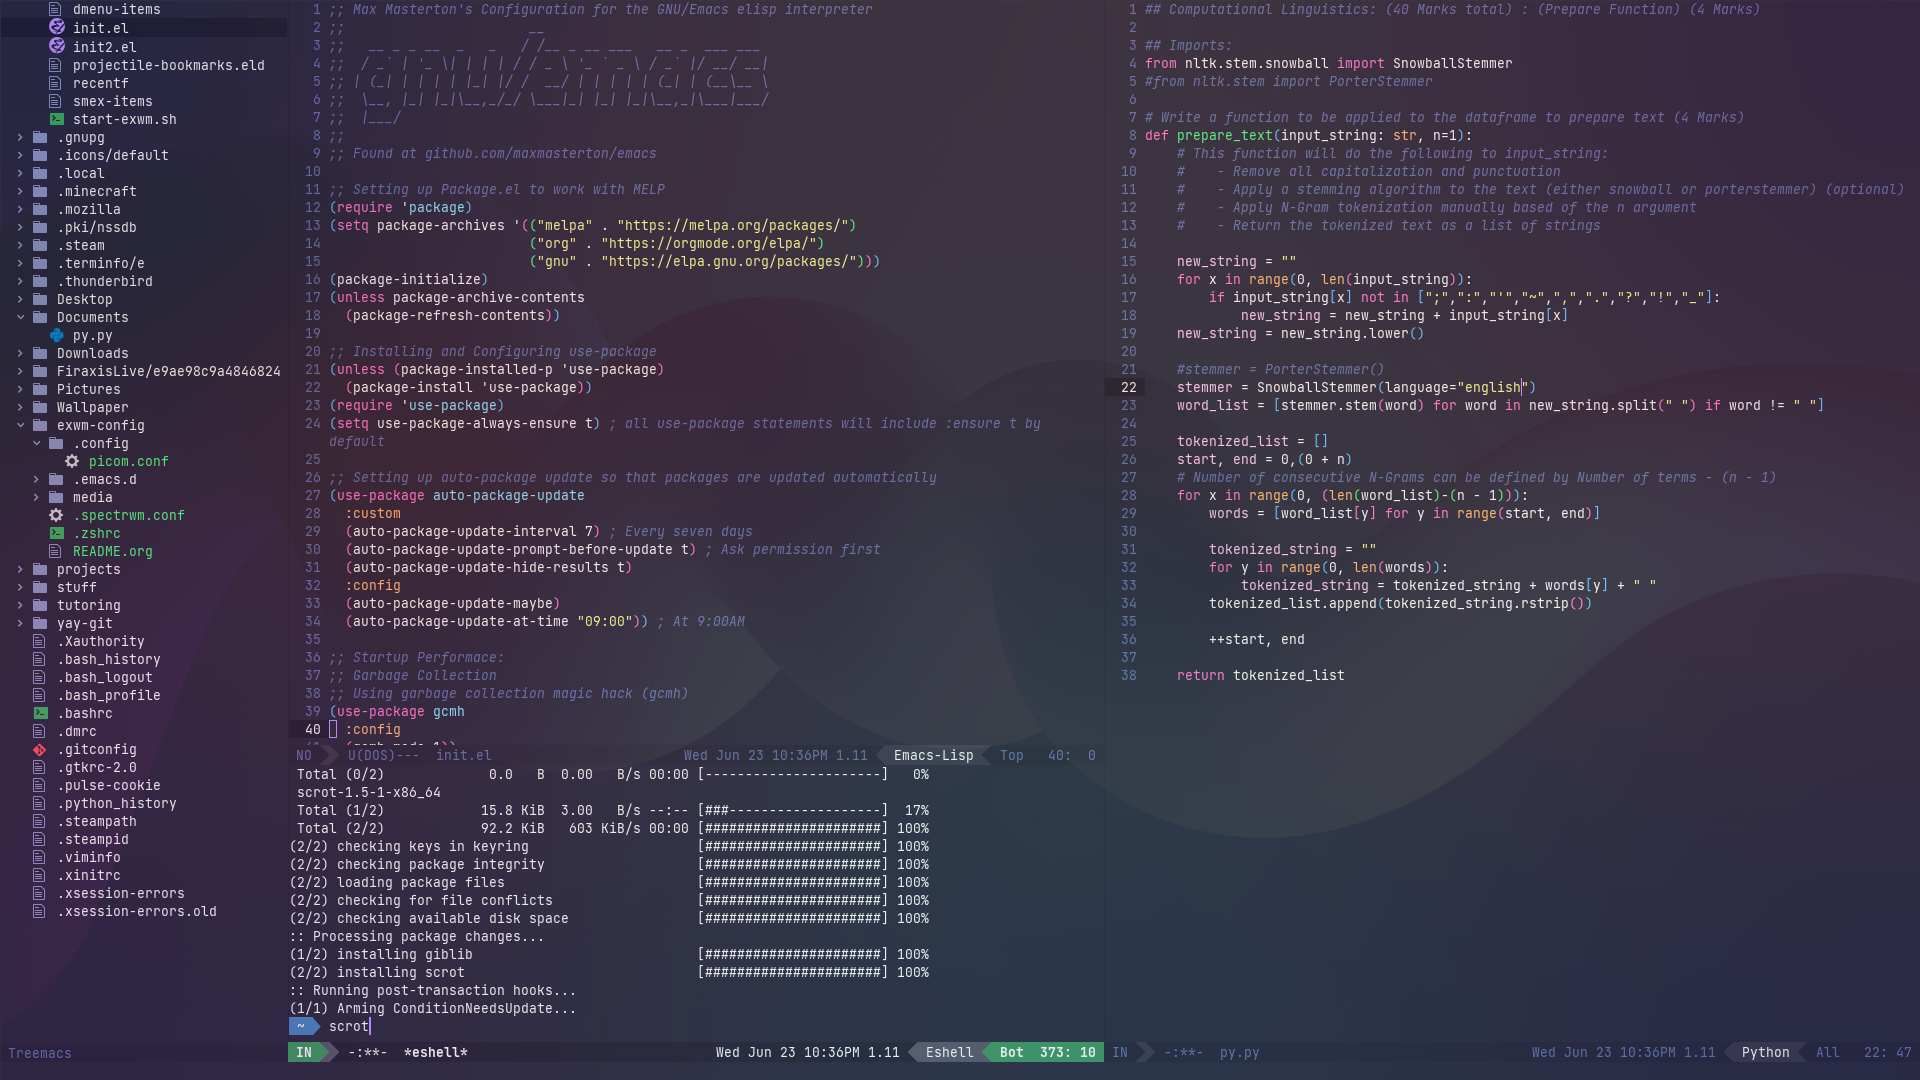 dmenu-items
init.el
init2.el
projectile-bookmarks.eld
recentf
smex-items
start-exwm.sh
.gnupg
.icons/default
.local
.minecraft
.mozilla
.pki/nssdb
.steam
.terminfo/e
.thunderbird
Desktop
Documents
py.py
Downloads
FiraxisLive/e9ae98c9a4846824
Pictures
Wallpaper
exwm-config
.config
picom.conf
.emacs.d
media
.spectrwm.conf
.zshrc
README.org
projects
stuff
tutoring
yay-git
.Xauthority
.bash_history
.bash_logout
.bash_profile
.bashrc
.dmrc
.gitconfig
.gtkrc-2.0
.pulse-cookie
.python_history
.steampath
.steampid
.viminfo
.xinitrc
.xsession-errors
.xsession-errors.old
Treemacs
1 ;; Max Masterton's Configuration for the GNU/Emacs elisp interpreter
2 ;;                       __
3 ;;   __ _ _ __  _   _   / /__ _ __ ___   __ _  ___ ___
4 ;;  / _` | '_ \| | | | / / _ \ '_ ` _ \ / _` |/ __/ __|
5 ;; | (_| | | | | |_| |/ /  __/ | | | | | (_| | (__\__ \
6 ;;  \__, |_| |_|\__,_/_/ \___|_| |_| |_|\__,_|\___|___/
7 ;;  |___/
8 ;;
9 ;; Found at github.com/maxmasterton/emacs
10
11 ;; Setting up Package.el to work with MELP
12 (require 'package)
13 (setq package-archives '(("melpa" . "https://melpa.org/packages/")
14                          ("org" . "https://orgmode.org/elpa/")
15                          ("gnu" . "https://elpa.gnu.org/packages/")))
16 (package-initialize)
17 (unless package-archive-contents
18   (package-refresh-contents))
19
20 ;; Installing and Configuring use-package
21 (unless (package-installed-p 'use-package)
22   (package-install 'use-package))
23 (require 'use-package)
24 (setq use-package-always-ensure t) ; all use-package statements will include :ensure t by
default
25
26 ;; Setting up auto-package update so that packages are updated automatically
27 (use-package auto-package-update
28   :custom
29   (auto-package-update-interval 7) ; Every seven days
30   (auto-package-update-prompt-before-update t) ; Ask permission first
31   (auto-package-update-hide-results t)
32   :config
33   (auto-package-update-maybe)
34   (auto-package-update-at-time "09:00")) ; At 9:00AM
35
36 ;; Startup Performace:
37 ;; Garbage Collection
38 ;; Using garbage collection magic hack (gcmh)
39 (use-package gcmh
40   :config
NO U(DOS)--- init.el Wed Jun 23 10:36PM 1.11 Emacs-Lisp Top 40: 0
Total (0/2) 0.0 B 0.00 B/s 00:00 [----------------------] 0%
scrot-1.5-1-x86_64
Total (1/2) 15.8 KiB 3.00 B/s --:-- [###-------------------] 17%
Total (2/2) 92.2 KiB 603 KiB/s 00:00 [######################] 100%
(2/2) checking keys in keyring [######################] 100%
(2/2) checking package integrity [######################] 100%
(2/2) loading package files [######################] 100%
(2/2) checking for file conflicts [######################] 100%
(2/2) checking available disk space [######################] 100%
:: Processing package changes...
(1/2) installing giblib [######################] 100%
(2/2) installing scrot [######################] 100%
:: Running post-transaction hooks...
(1/1) Arming ConditionNeedsUpdate...
~ scrot
IN -:**- *eshell* Wed Jun 23 10:36PM 1.11 Eshell Bot 373: 10
1 ## Computational Linguistics: (40 Marks total) : (Prepare Function) (4 Marks)
2
3 ## Imports:
4 from nltk.stem.snowball import SnowballStemmer
5 #from nltk.stem import PorterStemmer
6
7 # Write a function to be applied to the dataframe to prepare text (4 Marks)
8 def prepare_text(input_string: str, n=1):
9     # This function will do the following to input_string:
10     #    - Remove all capitalization and punctuation
11     #    - Apply a stemming algorithm to the text (either snowball or porterstemmer) (optional)
12     #    - Apply N-Gram tokenization manually based of the n argument
13     #    - Return the tokenized text as a list of strings
14
15     new_string = ""
16     for x in range(0, len(input_string)):
17         if input_string[x] not in [";",":","'","~",",",".","?","!","_"]:
18             new_string = new_string + input_string[x]
19     new_string = new_string.lower()
20
21     #stemmer = PorterStemmer()
22     stemmer = SnowballStemmer(language="english")
23     word_list = [stemmer.stem(word) for word in new_string.split(" ") if word != " "]
24
25     tokenized_list = []
26     start, end = 0,(0 + n)
27     # Number of consecutive N-Grams can be defined by Number of terms - (n - 1)
28     for x in range(0, (len(word_list)-(n - 1))):
29         words = [word_list[y] for y in range(start, end)]
30
31         tokenized_string = ""
32         for y in range(0, len(words)):
33             tokenized_string = tokenized_string + words[y] + " "
34         tokenized_list.append(tokenized_string.rstrip())
35
36         ++start, end
37
38     return tokenized_list
IN -:**- py.py Wed Jun 23 10:36PM 1.11 Python All 22: 47